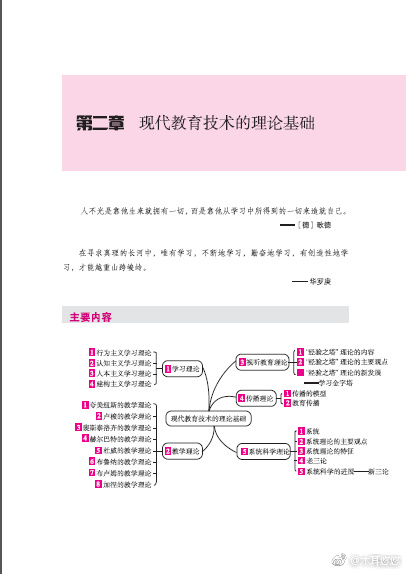 第二章 现代教育技术的理论基础
人不光是靠他生来就拥有一切，而是靠他从学习中所得到的一切来造就自己。
——［德］歌德
在寻求真理的长河中，唯有学习，不断地学习，勤奋地学习，有创造性地学
习，才能越重山跨峻岭。
——华罗庚
主要内容
1 行为主义学习理论
2 认知主义学习理论
3 人本主义学习理论
4 建构主义学习理论
1 学习理论
1 夸美纽斯的教学理论
2 卢梭的教学理论
3 裴斯泰洛齐的教学理论
4 赫尔巴特的教学理论
5 杜威的教学理论
6 布鲁纳的教学理论
7 布卢姆的教学理论
8 加涅的教学理论
2 教学理论
现代教育技术的理论基础
3 视听教育理论
1 “经验之塔”理论的内容
2 “经验之塔”理论的主要观点
“经验之塔”理论的新发展
——学习金字塔
4 传播理论
1 传播的模型
2 教育传播
5 系统科学理论
1 系统
2 系统理论的主要观点
3 系统理论的特征
4 老三论
5 系统科学的进展——新三论